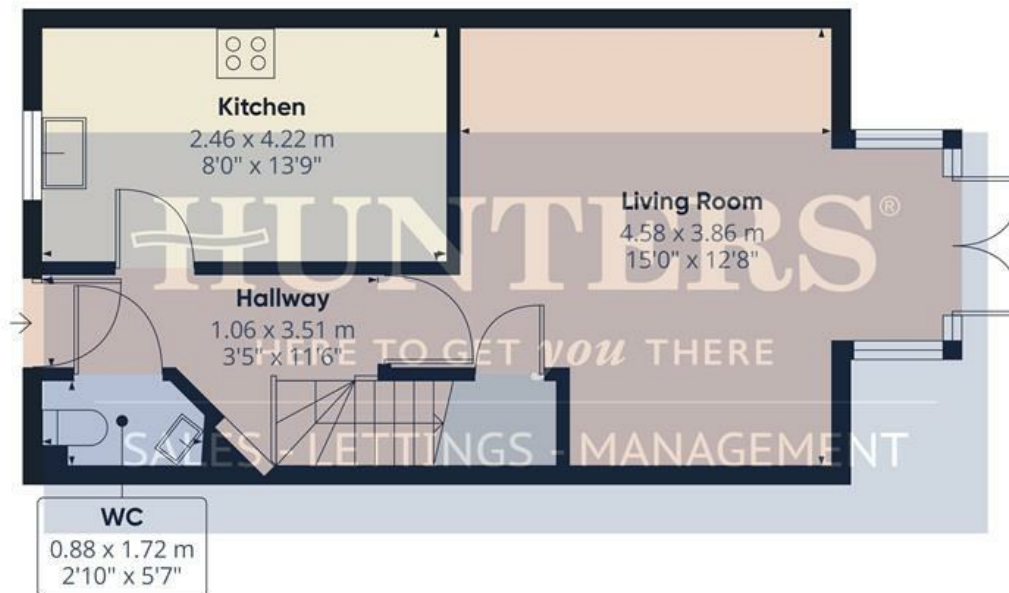 Kitchen
2.46 x 4.22 m
8'0" x 13'9"
Living Room
4.58 x 3.86 m
15'0" x 12'8"
HUNTERS®
Hallway
1.06 x 3.51 m
3'5" x 11'6"
HERE TO GET you THERE
SALES - LETTINGS - MANAGEMENT
WC
0.88 x 1.72 m
2'10" x 5'7"